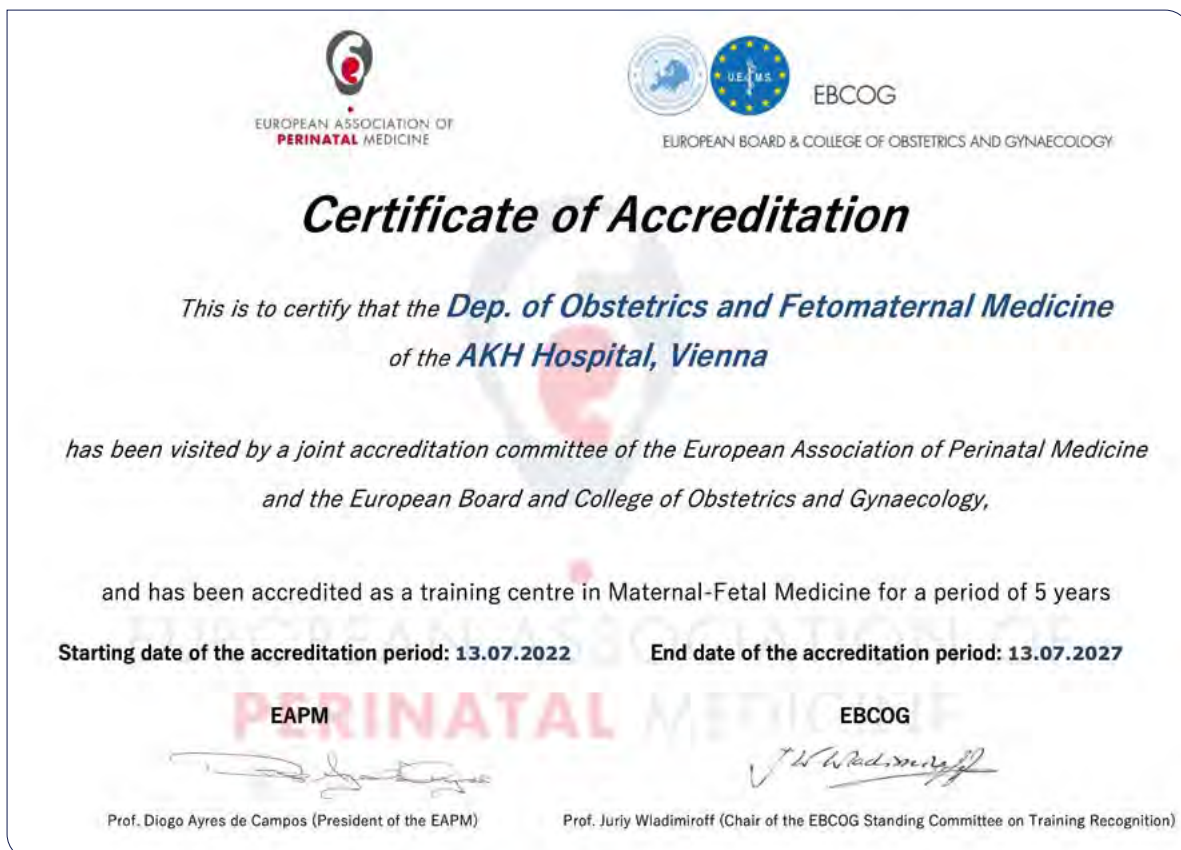 EUROPEAN ASSOCIATION OF
PERINATAL MEDICINE
U.E.M.S.
EBCOG
EUROPEAN BOARD & COLLEGE OF OBSTETRICS AND GYNAECOLOGY
Certificate of Accreditation
This is to certify that the Dep. of Obstetrics and Fetomaternal Medicine
of the AKH Hospital, Vienna
has been visited by a joint accreditation committee of the European Association of Perinatal Medicine
and the European Board and College of Obstetrics and Gynaecology,
and has been accredited as a training centre in Maternal-Fetal Medicine for a period of 5 years
EUROPEAN ASSOCIATION OF
Starting date of the accreditation period: 13.07.2022 End date of the accreditation period: 13.07.2027
PERINATAL MEDICINE
EAPM EBCOG
J W Wladimiroff
Prof. Diogo Ayres de Campos (President of the EAPM) Prof. Juriy Wladimiroff (Chair of the EBCOG Standing Committee on Training Recognition)